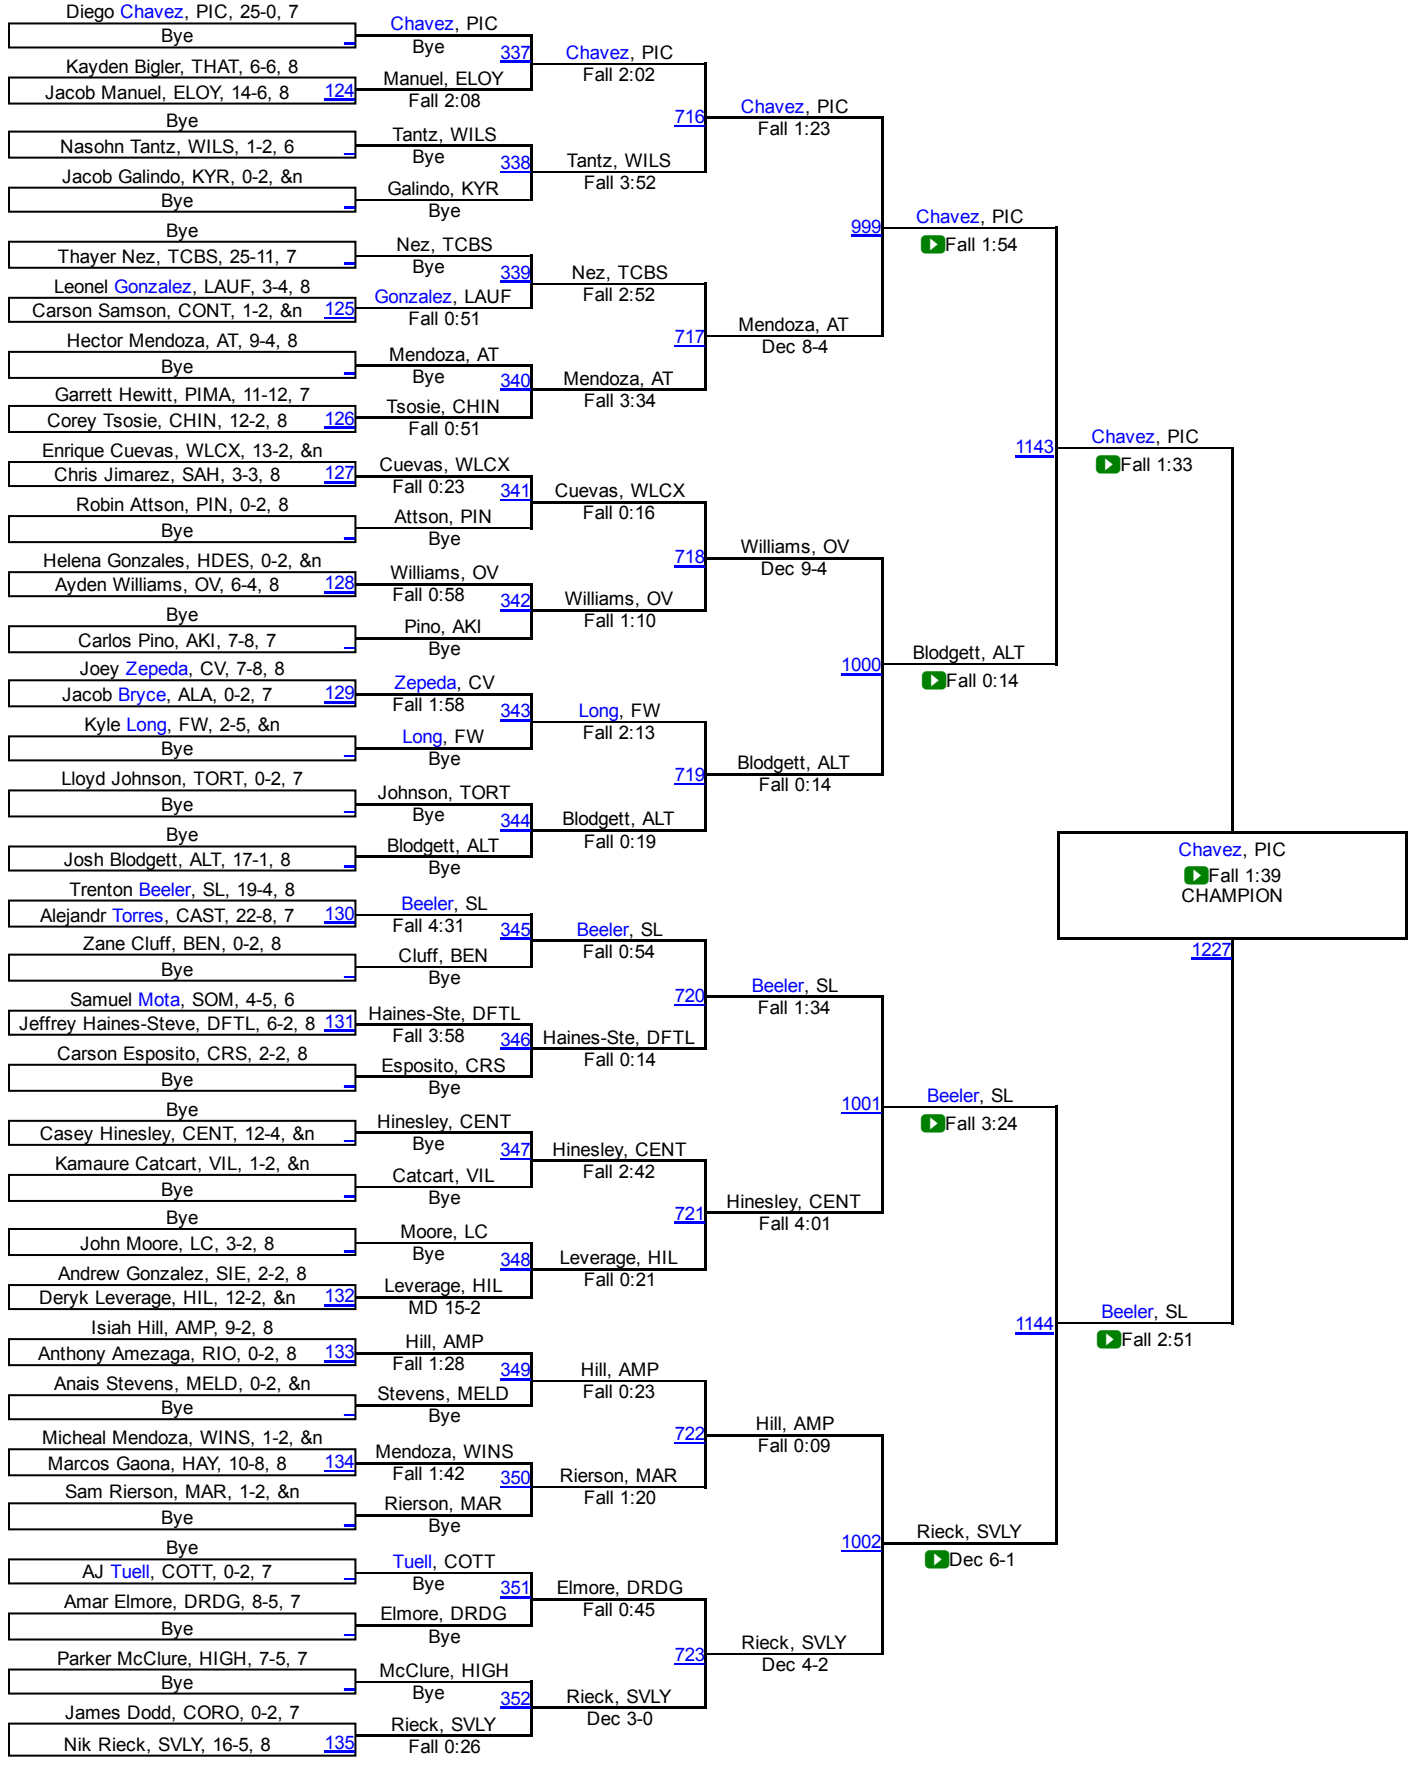 Diego Chavez, PIC, 25-0, 7
Bye
Kayden Bigler, THAT, 6-6, 8
Jacob Manuel, ELOY, 14-6, 8 124
Bye
Nasohn Tantz, WILS, 1-2, 6
Jacob Galindo, KYR, 0-2, &n
Bye
Bye
Thayer Nez, TCBS, 25-11, 7
Leonel Gonzalez, LAUF, 3-4, 8
Carson Samson, CONT, 1-2, &n 125
Hector Mendoza, AT, 9-4, 8
Bye
Garrett Hewitt, PIMA, 11-12, 7
Corey Tsosie, CHIN, 12-2, 8 126
Enrique Cuevas, WLCX, 13-2, &n
Chris Jimarez, SAH, 3-3, 8 127
Robin Attson, PIN, 0-2, 8
Bye
Helena Gonzales, HDES, 0-2, &n
Ayden Williams, OV, 6-4, 8 128
Bye
Carlos Pino, AKI, 7-8, 7
Joey Zepeda, CV, 7-8, 8
Jacob Bryce, ALA, 0-2, 7 129
Kyle Long, FW, 2-5, &n
Bye
Lloyd Johnson, TORT, 0-2, 7
Bye
Bye
Josh Blodgett, ALT, 17-1, 8
Trenton Beeler, SL, 19-4, 8
Alejandr Torres, CAST, 22-8, 7 130
Zane Cluff, BEN, 0-2, 8
Bye
Samuel Mota, SOM, 4-5, 6
Jeffrey Haines-Steve, DFTL, 6-2, 8 131
Carson Esposito, CRS, 2-2, 8
Bye
Bye
Casey Hinesley, CENT, 12-4, &n
Kamaure Catcart, VIL, 1-2, &n
Bye
Bye
John Moore, LC, 3-2, 8
Andrew Gonzalez, SIE, 2-2, 8
Deryk Leverage, HIL, 12-2, &n 132
Isiah Hill, AMP, 9-2, 8
Anthony Amezaga, RIO, 0-2, 8 133
Anais Stevens, MELD, 0-2, &n
Bye
Micheal Mendoza, WINS, 1-2, &n
Marcos Gaona, HAY, 10-8, 8 134
Sam Rierson, MAR, 1-2, &n
Bye
Bye
AJ Tuell, COTT, 0-2, 7
Amar Elmore, DRDG, 8-5, 7
Bye
Parker McClure, HIGH, 7-5, 7
Bye
James Dodd, CORO, 0-2, 7
Nik Rieck, SVLY, 16-5, 8 135
Chavez, PIC
Bye
337
Manuel, ELOY
Fall 2:08
Tantz, WILS
Bye
338
Galindo, KYR
Bye
Nez, TCBS
Bye
339
Gonzalez, LAUF
Fall 0:51
Mendoza, AT
Bye
340
Tsosie, CHIN
Fall 0:51
Cuevas, WLCX
Fall 0:23
341
Attson, PIN
Bye
Williams, OV
Fall 0:58
342
Pino, AKI
Bye
Zepeda, CV
Fall 1:58
343
Long, FW
Bye
Johnson, TORT
Bye
344
Blodgett, ALT
Bye
Beeler, SL
Fall 4:31
345
Cluff, BEN
Bye
Haines-Ste, DFTL
Fall 3:58
346
Esposito, CRS
Bye
Hinesley, CENT
Bye
347
Catcart, VIL
Bye
Moore, LC
Bye
348
Leverage, HIL
MD 15-2
Hill, AMP
Fall 1:28
349
Stevens, MELD
Bye
Mendoza, WINS
Fall 1:42
350
Rierson, MAR
Bye
Tuell, COTT
Bye
351
Elmore, DRDG
Bye
McClure, HIGH
Bye
352
Rieck, SVLY
Fall 0:26
Chavez, PIC
Fall 2:02
716
Tantz, WILS
Fall 3:52
Nez, TCBS
Fall 2:52
717
Mendoza, AT
Fall 3:34
Cuevas, WLCX
Fall 0:16
718
Williams, OV
Fall 1:10
Long, FW
Fall 2:13
719
Blodgett, ALT
Fall 0:19
Beeler, SL
Fall 0:54
720
Haines-Ste, DFTL
Fall 0:14
Hinesley, CENT
Fall 2:42
721
Leverage, HIL
Fall 0:21
Hill, AMP
Fall 0:23
722
Rierson, MAR
Fall 1:20
Elmore, DRDG
Fall 0:45
723
Rieck, SVLY
Dec 3-0
Chavez, PIC
Fall 1:23
999
Mendoza, AT
Dec 8-4
Williams, OV
Dec 9-4
1000
Blodgett, ALT
Fall 0:14
Beeler, SL
Fall 1:34
1001
Hinesley, CENT
Fall 4:01
Hill, AMP
Fall 0:09
1002
Rieck, SVLY
Dec 4-2
Chavez, PIC
Fall 1:54
1143
Blodgett, ALT
Fall 0:14
Beeler, SL
Fall 3:24
1144
Rieck, SVLY
Dec 6-1
Chavez, PIC
Fall 1:33
Chavez, PIC
Fall 1:39
CHAMPION
1227
Beeler, SL
Fall 2:51